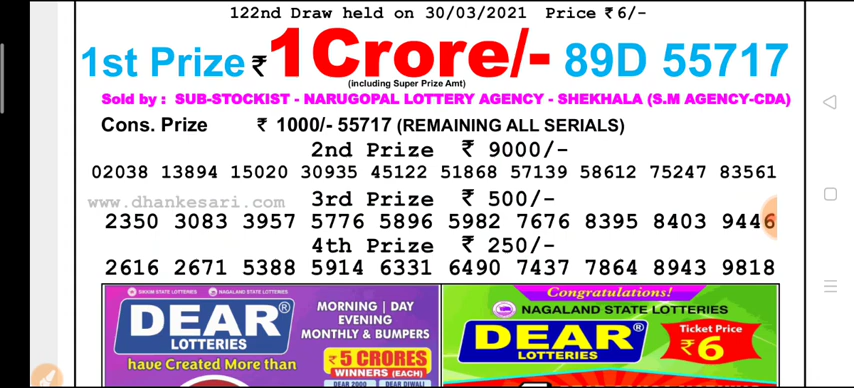 122nd Draw held on 30/03/2021 Price ₹6/-
1st Prize ₹1Crore/- 89D 55717
(including Super Prize Amt)
Sold by : SUB-STOCKIST - NARUGOPAL LOTTERY AGENCY - SHEKHALA (S.M AGENCY-CDA)
Cons. Prize ₹ 1000/- 55717 (REMAINING ALL SERIALS)
2nd Prize ₹ 9000/-
02038 13894 15020 30935 45122 51868 57139 58612 75247 83561
www.dhankesari.com
3rd Prize ₹ 500/-
2350 3083 3957 5776 5896 5982 7676 8395 8403 9446
4th Prize ₹ 250/-
2616 2671 5388 5914 6331 6490 7437 7864 8943 9818
SIKKIM STATE LOTTERIES NAGALAND STATE LOTTERIES
DEAR®
LOTTERIES
have Created More than
MORNING | DAY
EVENING
MONTHLY & BUMPERS
₹5 CRORES
WINNERS (EACH)
DEAR 2000 DEAR DIWALI
Congratulations!
NAGALAND STATE LOTTERIES
DEAR®
LOTTERIES
Ticket Price
₹6